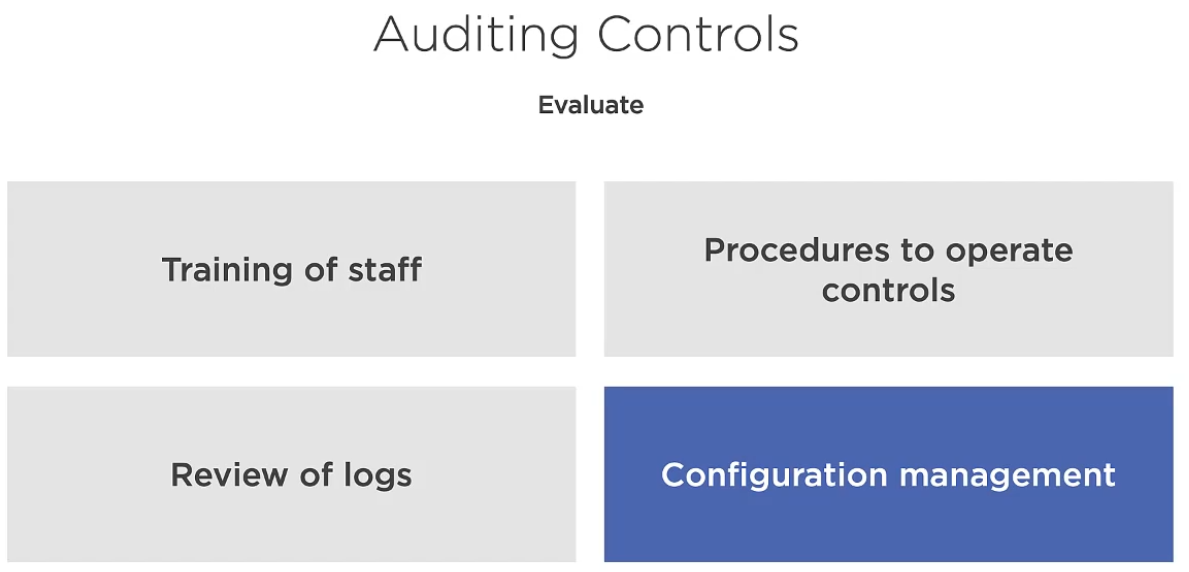 Auditing Controls
Evaluate
Training of staff
Procedures to operate
controls
Review of logs
Configuration management